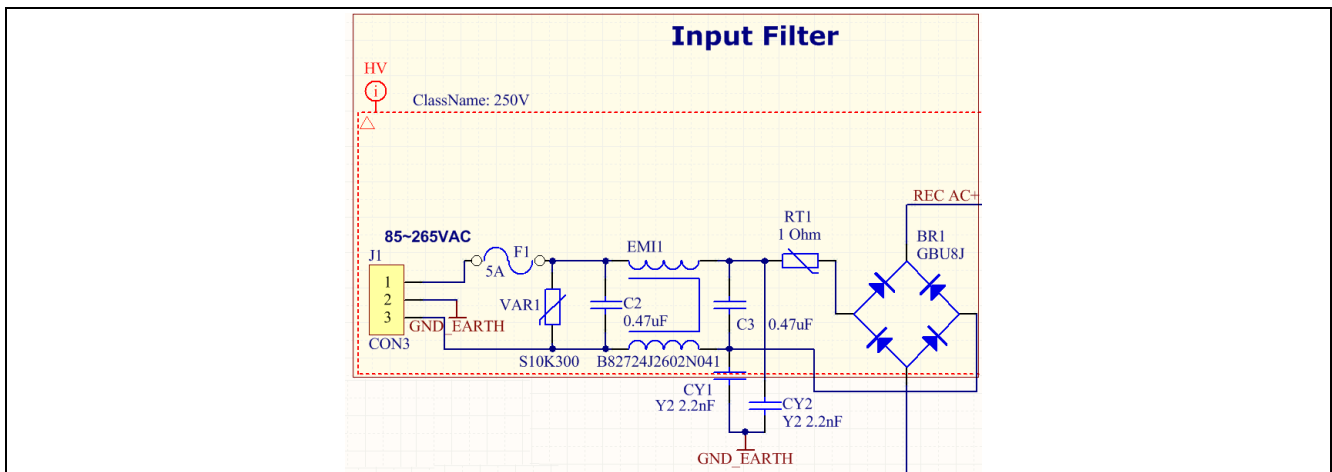 Input Filter
HV
i
ClassName: 250V
REC AC+
RT1
1 Ohm
BR1
GBU8J
85~265VAC
J1
F1
5A
EMI1
1
2
3
GND_EARTH
CON3
VAR1
S10K300
C2
0.47uF
B82724J2602N041
C3
0.47uF
CY1
Y2 2.2nF
CY2
Y2 2.2nF
GND_EARTH